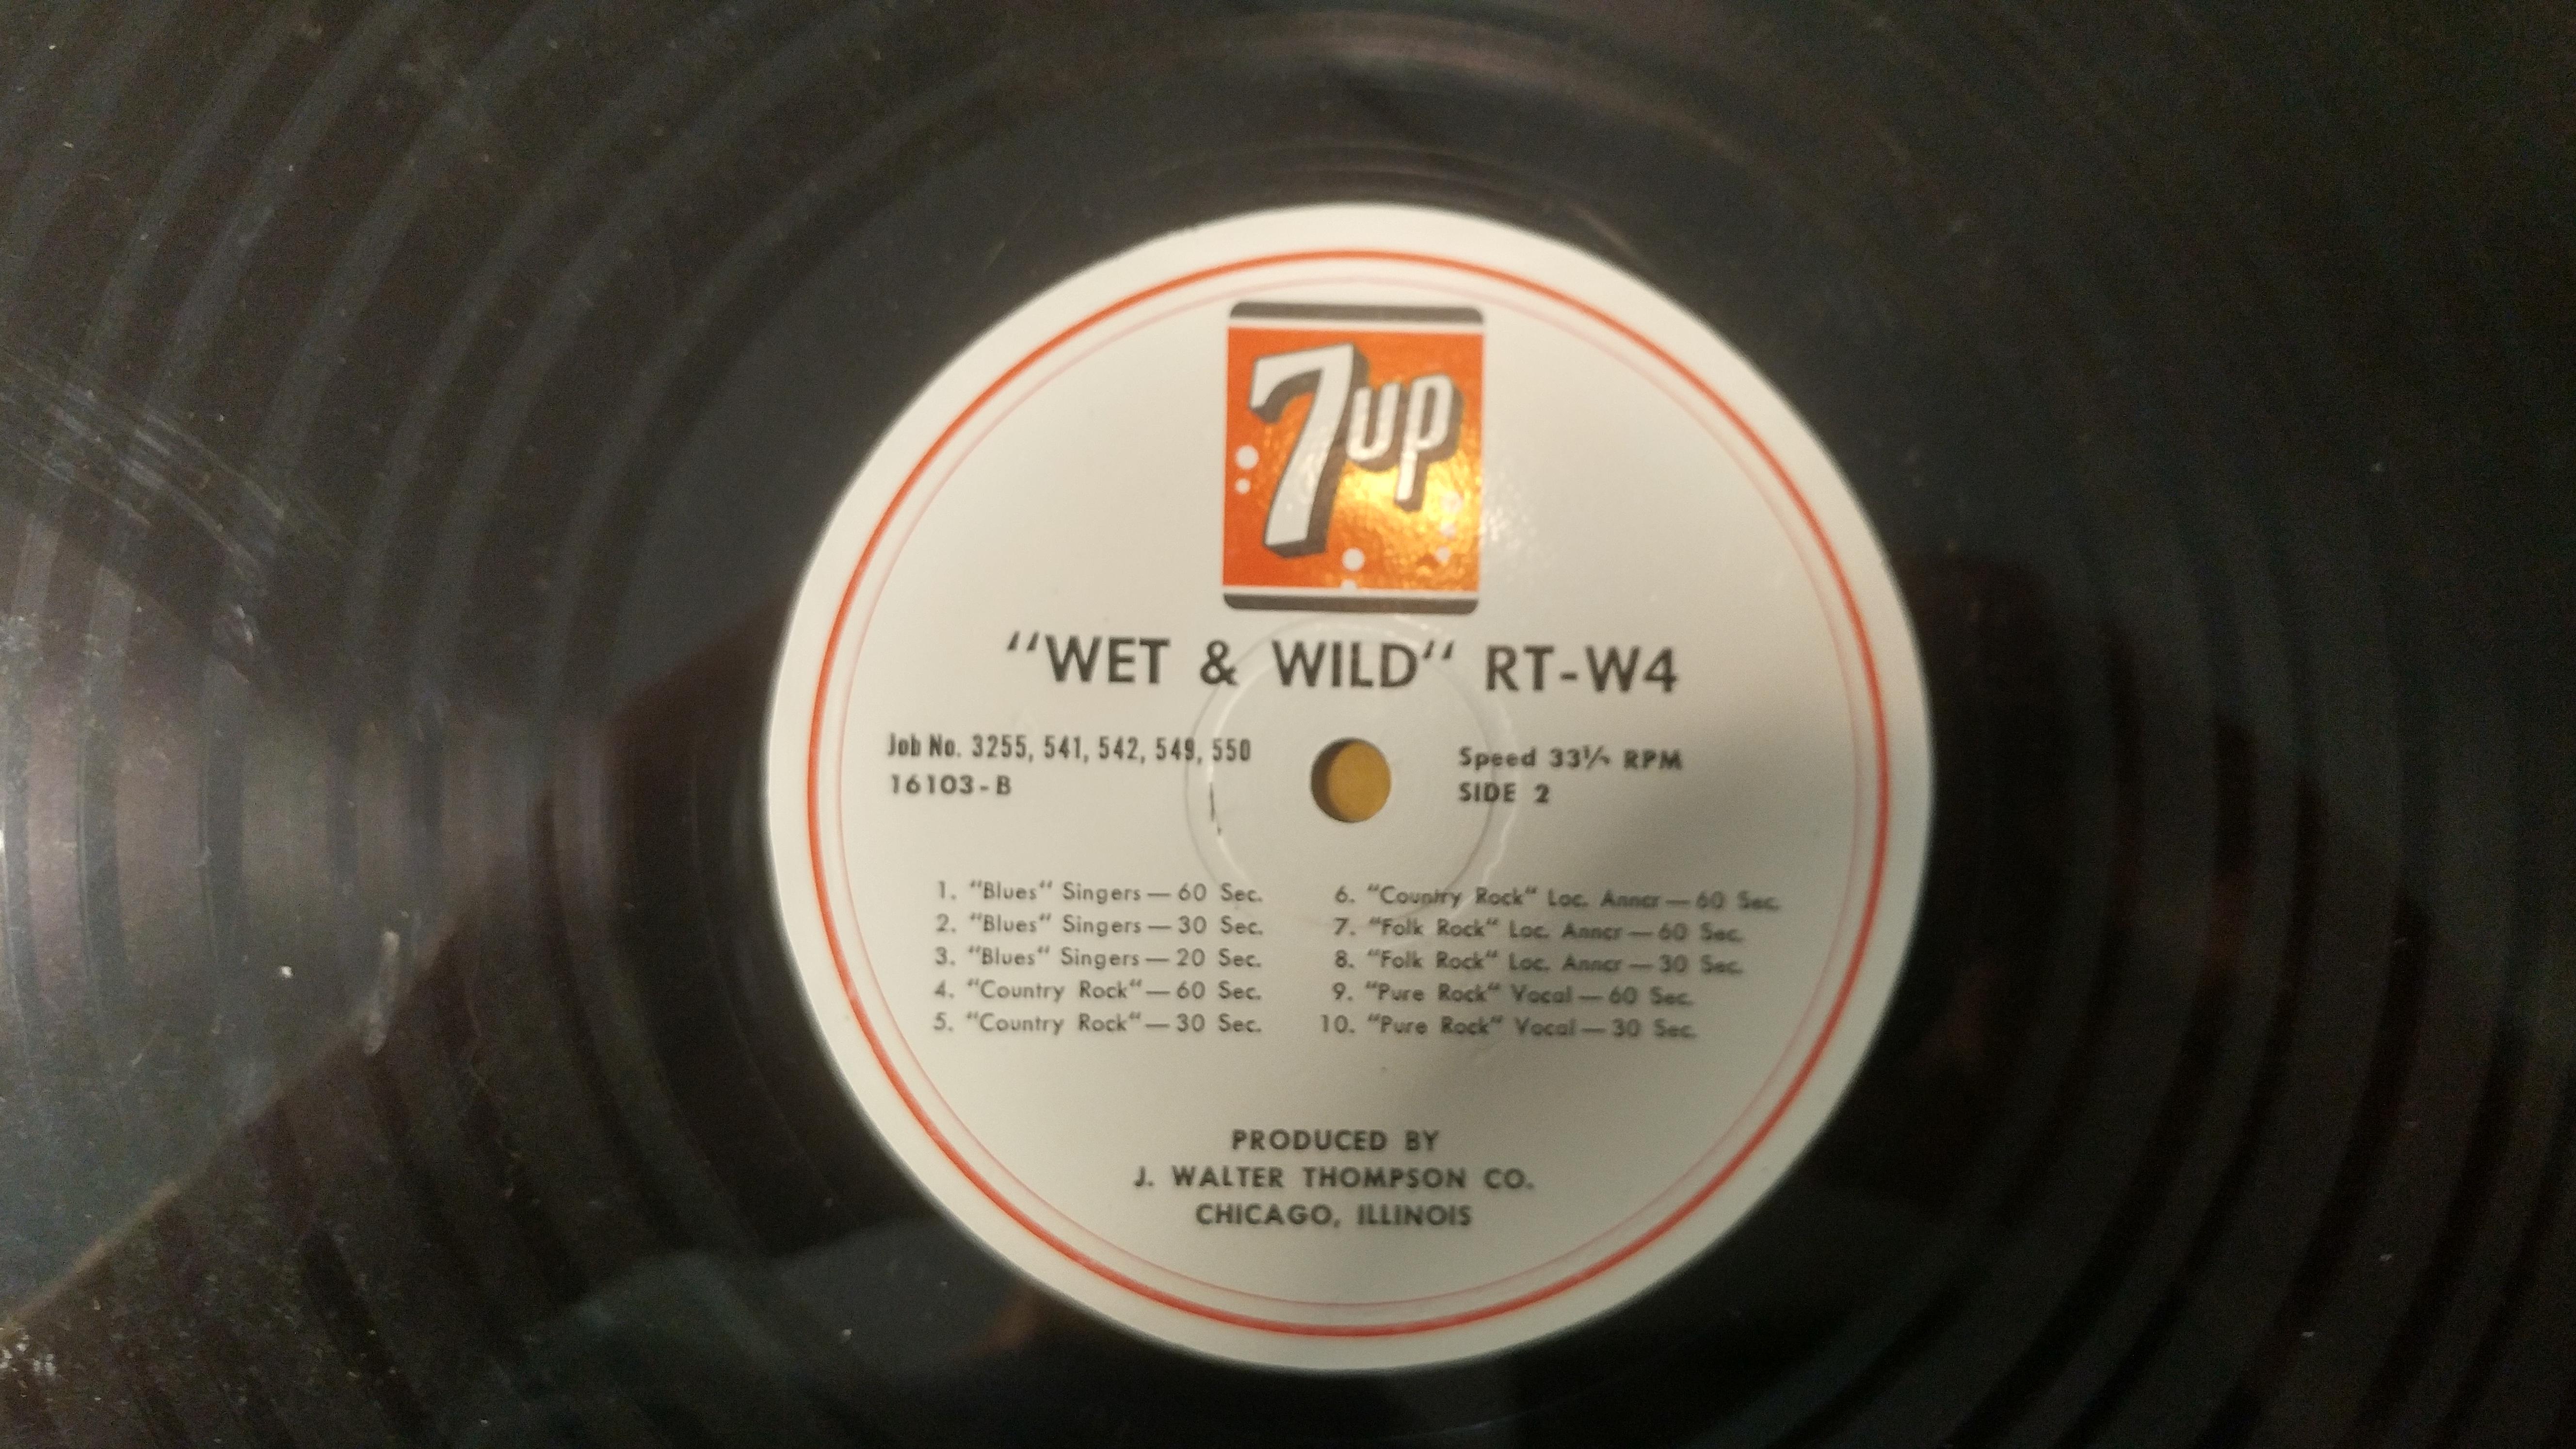 7up
"WET & WILD" RT-W4
Job No. 3255, 541, 542, 549, 550
16103-B
Speed 33⅓ RPM
SIDE 2
1. "Blues" Singers — 60 Sec.
2. "Blues" Singers — 30 Sec.
3. "Blues" Singers — 20 Sec.
4. "Country Rock" — 60 Sec.
5. "Country Rock" — 30 Sec.
6. "Country Rock" Loc. Anncr — 60 Sec.
7. "Folk Rock" Loc. Anncr — 60 Sec.
8. "Folk Rock" Loc. Anncr — 30 Sec.
9. "Pure Rock" Vocal — 60 Sec.
10. "Pure Rock" Vocal — 30 Sec.
PRODUCED BY
J. WALTER THOMPSON CO.
CHICAGO, ILLINOIS